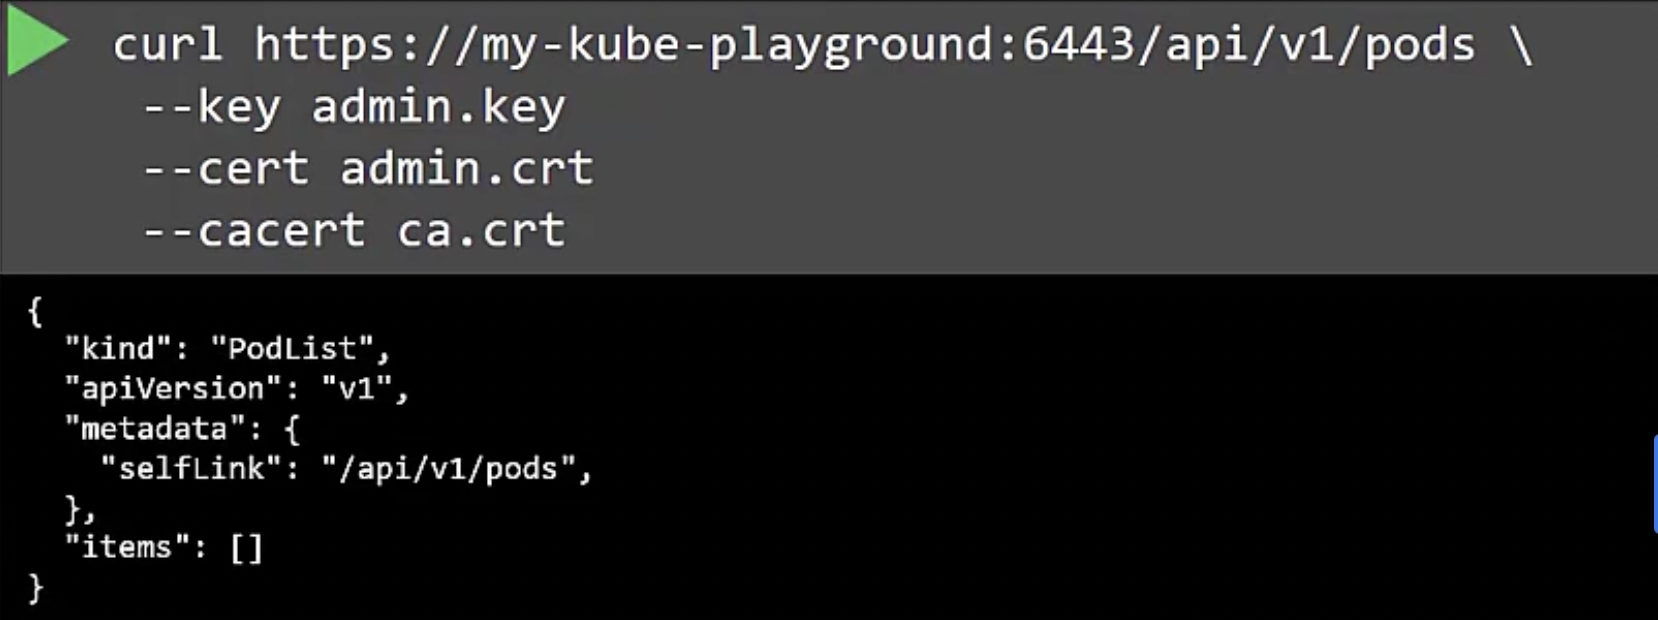 curl https://my-kube-playground:6443/api/v1/pods \
--key admin.key
--cert admin.crt
--cacert ca.crt
{
"kind": "PodList",
"apiVersion": "v1",
"metadata": {
"selfLink": "/api/v1/pods",
},
"items": []
}